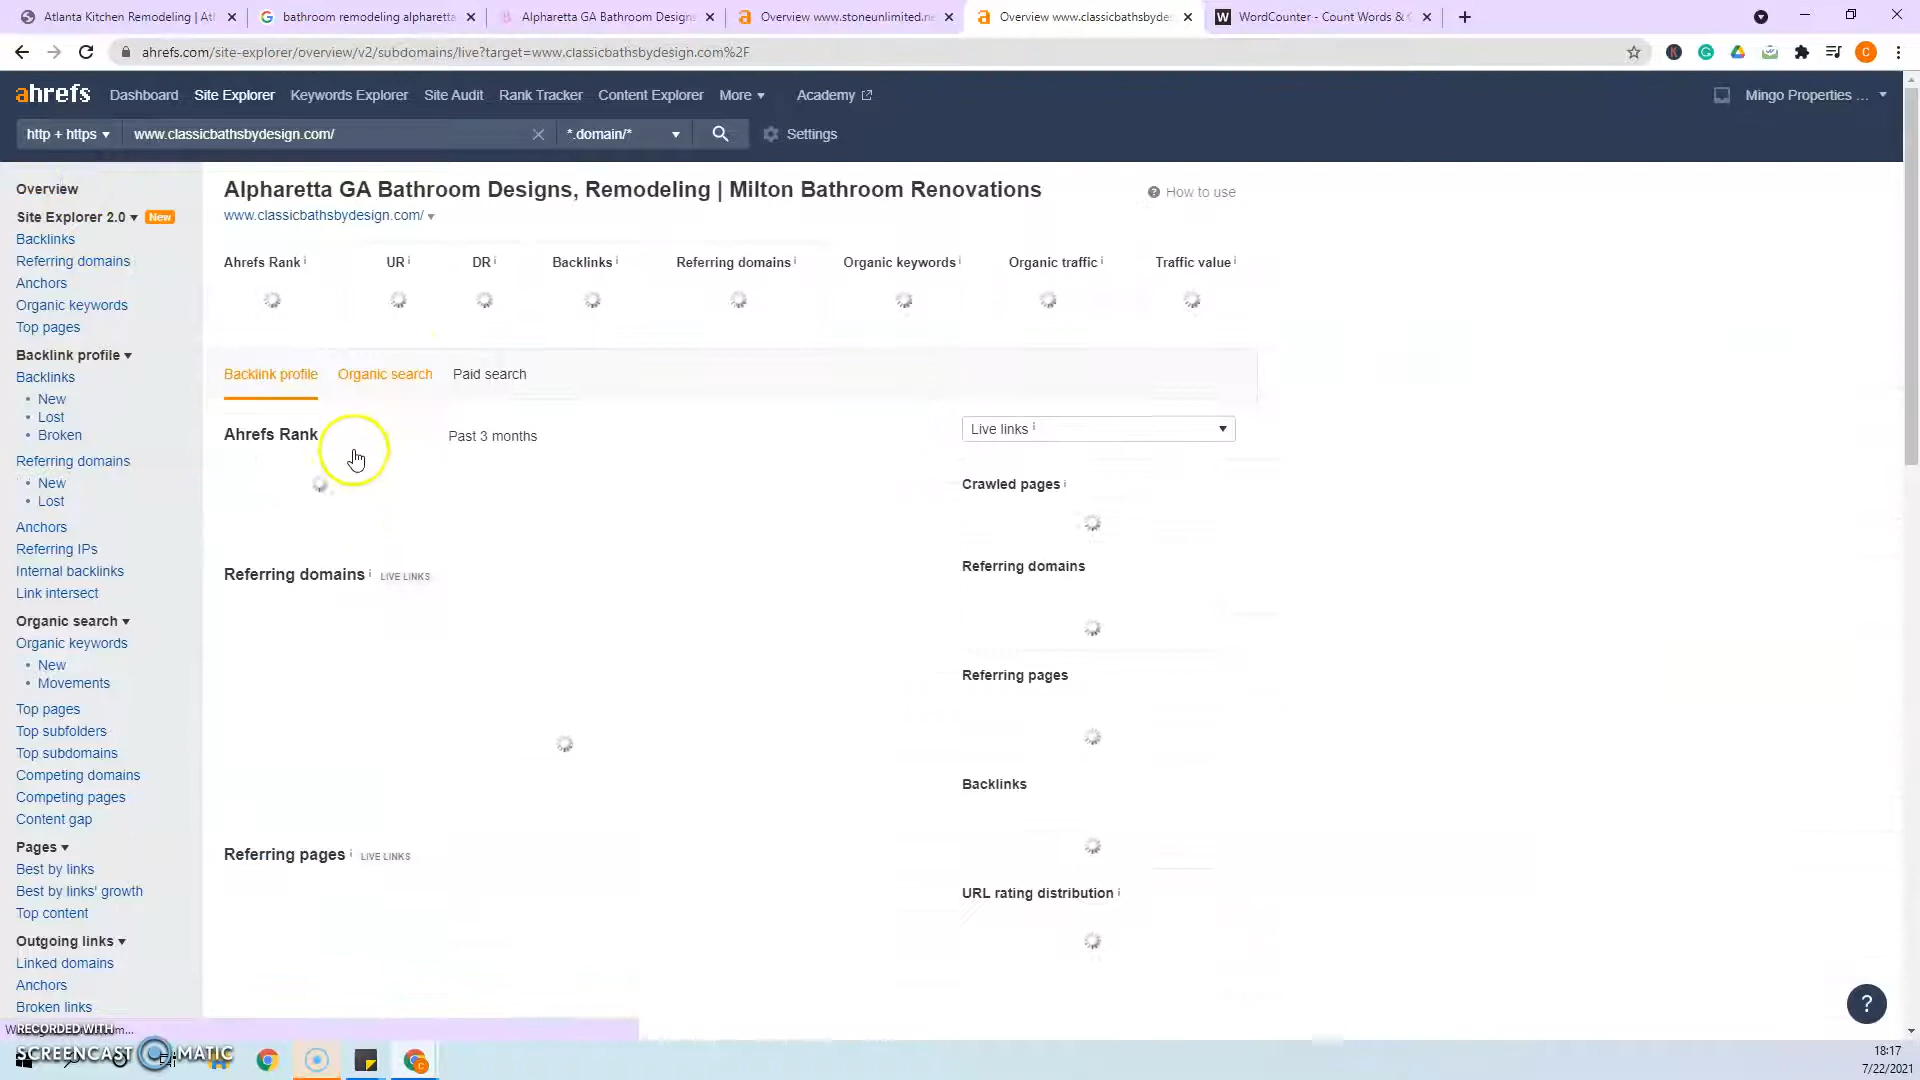 Atlanta Kitchen Remodeling | Atl
bathroom remodeling alpharetta
Alpharetta GA Bathroom Designs
Overview www.stoneunlimited.ne
Overview www.classicbathsbydes
WordCounter - Count Words & C
ahrefs.com/site-explorer/overview/v2/subdomains/live?target=www.classicbathsbydesign.com%2F
ahrefs
Dashboard
Site Explorer
Keywords Explorer
Site Audit
Rank Tracker
Content Explorer
More
Academy
Mingo Properties ...
http + https
www.classicbathsbydesign.com/
*.domain/*
Settings
Overview
Site Explorer 2.0 New
Backlinks
Referring domains
Anchors
Organic keywords
Top pages
Backlink profile
Backlinks
New
Lost
Broken
Referring domains
New
Lost
Anchors
Referring IPs
Internal backlinks
Link intersect
Organic search
Organic keywords
New
Movements
Top pages
Top subfolders
Top subdomains
Competing domains
Competing pages
Content gap
Pages
Best by links
Best by links' growth
Top content
Outgoing links
Linked domains
Anchors
Broken links
Alpharetta GA Bathroom Designs, Remodeling | Milton Bathroom Renovations
How to use
www.classicbathsbydesign.com/
Ahrefs Rank
UR
DR
Backlinks
Referring domains
Organic keywords
Organic traffic
Traffic value
Backlink profile
Organic search
Paid search
Ahrefs Rank
Past 3 months
Live links
Crawled pages
Referring domains LIVE LINKS
Referring domains
Referring pages
Backlinks
Referring pages LIVE LINKS
URL rating distribution
?
RECORDED WITH
SCREENCAST MATIC
18:17
7/22/2021